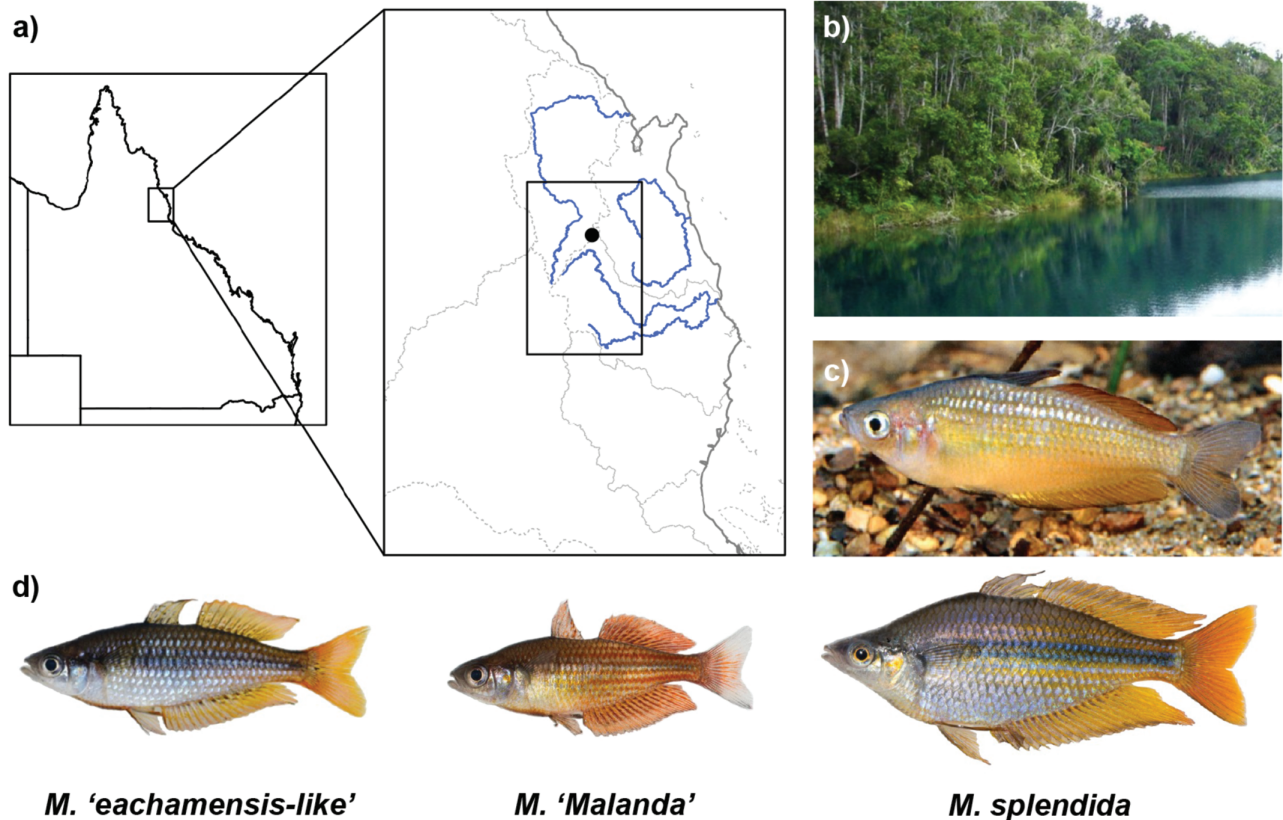 a)
b)
c)
d)
M. ‘eachamensis-like’
M. ‘Malanda’
M. splendida